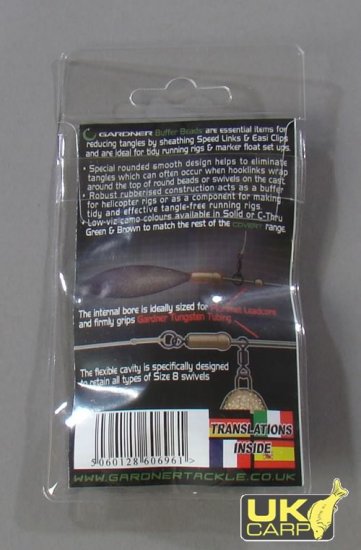 GARDNER Buffer Beads are essential items for
reducing tangles by sheathing Speed Links & Easi Clips
and are ideal for tidy running rigs & marker float set ups.
• Special rounded smooth design helps to eliminate
tangles which can often occur when hooklinks wrap
around the top of round beads or swivels on the cast.
• Robust rubberised construction acts as a buffer
for helicopter rigs or as a component for making
tidy and effective tangle-free running rigs.
• Low-viz camo colours available in Solid or C-Thru
Green & Brown to match the rest of the COVERT range.
The internal bore is ideally sized for Leadcore
and firmly grips Gardner Tungsten Tubing
The flexible cavity is specifically designed
to retain all types of Size 8 swivels
TRANSLATIONS
INSIDE
5 060128 606961 >
WWW.GARDNERTACKLE.CO.UK
UK
CARP